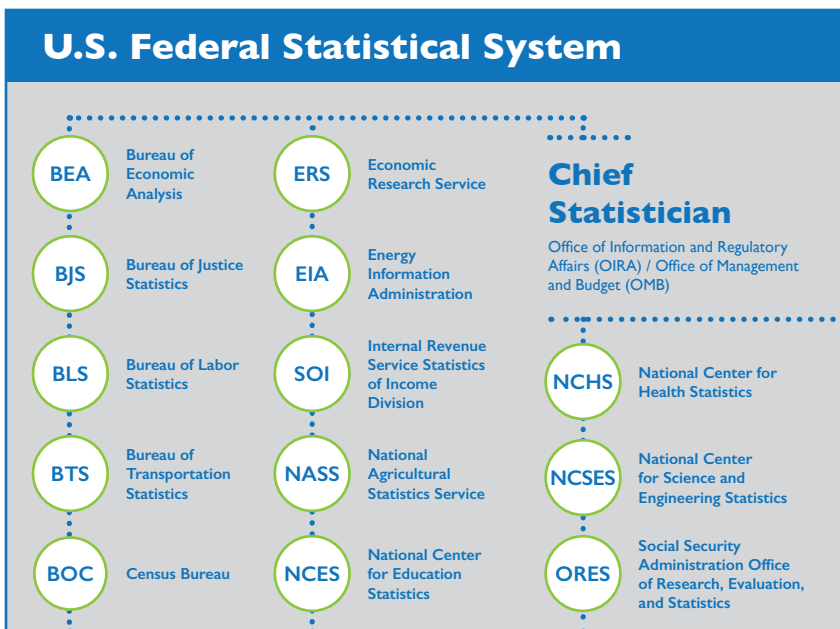 U.S. Federal Statistical System
BEA
Bureau of
Economic
Analysis
BJS
Bureau of Justice
Statistics
BLS
Bureau of Labor
Statistics
BTS
Bureau of
Transportation
Statistics
BOC
Census Bureau
ERS
Economic
Research Service
EIA
Energy
Information
Administration
SOI
Internal Revenue
Service Statistics
of Income
Division
NASS
National
Agricultural
Statistics Service
NCES
National Center
for Education
Statistics
Chief
Statistician
Office of Information and Regulatory
Affairs (OIRA) / Office of Management
and Budget (OMB)
NCHS
National Center for
Health Statistics
NCSES
National Center
for Science and
Engineering Statistics
ORES
Social Security
Administration Office
of Research, Evaluation,
and Statistics